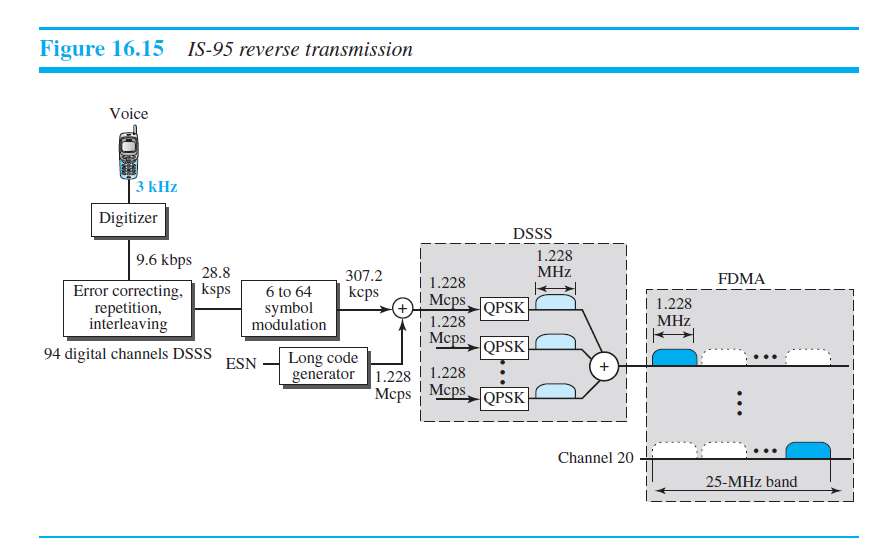 Figure 16.15 IS-95 reverse transmission
Voice
3 kHz
Digitizer
9.6 kbps
Error correcting,
repetition,
interleaving
28.8
ksps
6 to 64
symbol
modulation
307.2
kcps
+
94 digital channels DSSS
ESN
Long code
generator
1.228
Mcps
DSSS
1.228
MHz
1.228
Mcps
QPSK
1.228
Mcps
QPSK
1.228
Mcps
QPSK
+
FDMA
1.228
MHz
Channel 20
25-MHz band